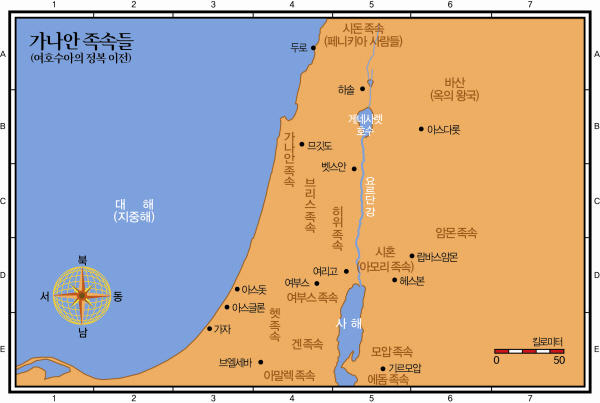 1 2 3 4 5 6 7
A
B
C
D
E
가나안 족속들
(여호수아의 정복 이전)
시돈 족속
(페니키아 사람들)
두로
하솔
바산
(옥의 왕국)
게네사렛
호수
아스다롯
가나안 족속
므깃도
벳스안
브리스 족속
히위 족속
요르단 강
대 해
(지중해)
암몬 족속
시혼
(아모리 족속)
랍바스암몬
여리고
헤스본
여부스
여부스 족속
북
서 동
남
아스돗
아스글론
가자
헷 족속
사 해
겐 족속
모압 족속
브엘세바
아말렉 족속
기르모압
에돔 족속
킬로미터
0 50
A
B
C
D
E
1 2 3 4 5 6 7